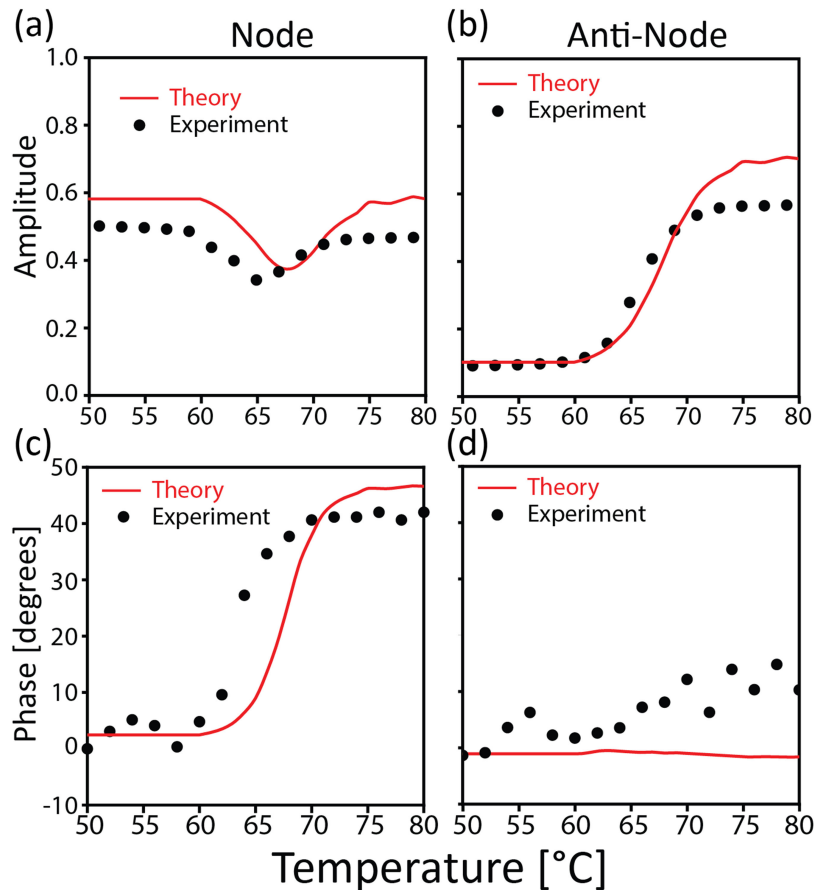 (a) Node (b) Anti-Node
1.0
0.8
0.6
0.4
0.2
0.0
Amplitude
Theory
Experiment
50 55 60 65 70 75 80
Theory
Experiment
50 55 60 65 70 75 80
(c) (d)
50
40
30
20
10
0
-10
Phase [degrees]
Theory
Experiment
50 55 60 65 70 75 80
Theory
Experiment
50 55 60 65 70 75 80
Temperature [°C]